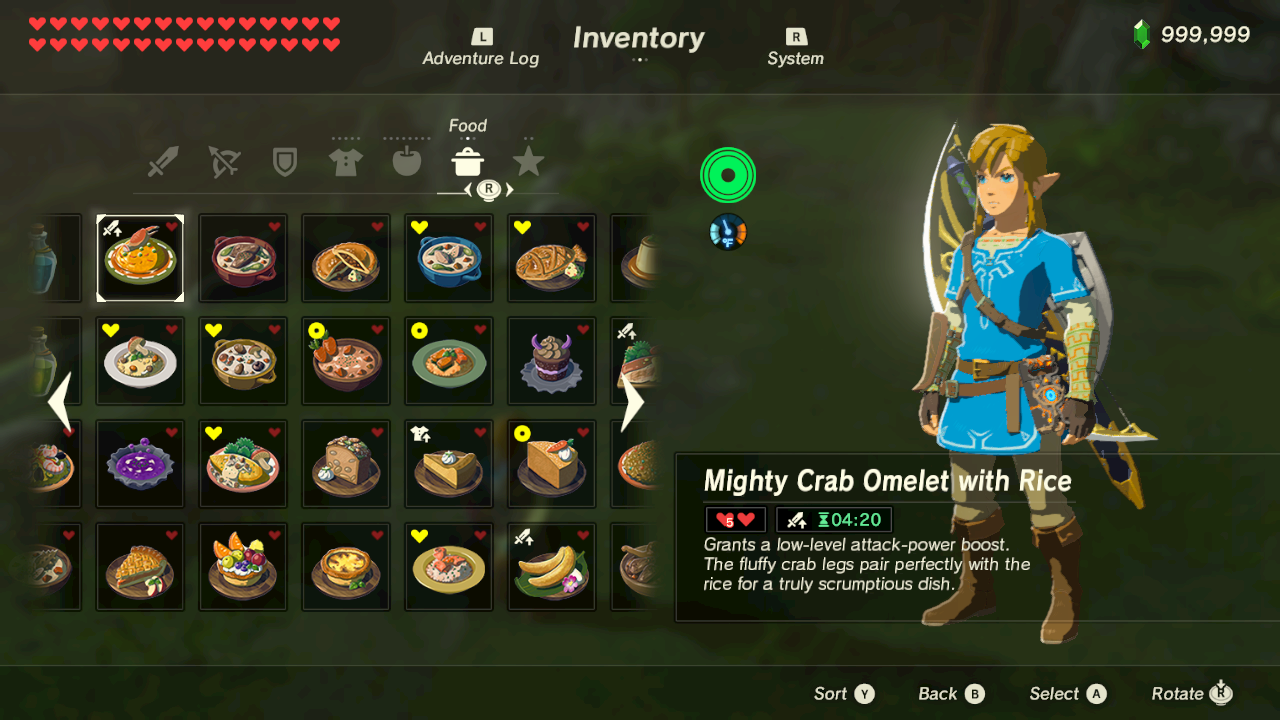 L
Adventure Log
Inventory
R
System
999,999
Food
R
°F
Mighty Crab Omelet with Rice
5
04:20
Grants a low-level attack-power boost.
The fluffy crab legs pair perfectly with the
rice for a truly scrumptious dish.
Sort Y
Back B
Select A
Rotate R